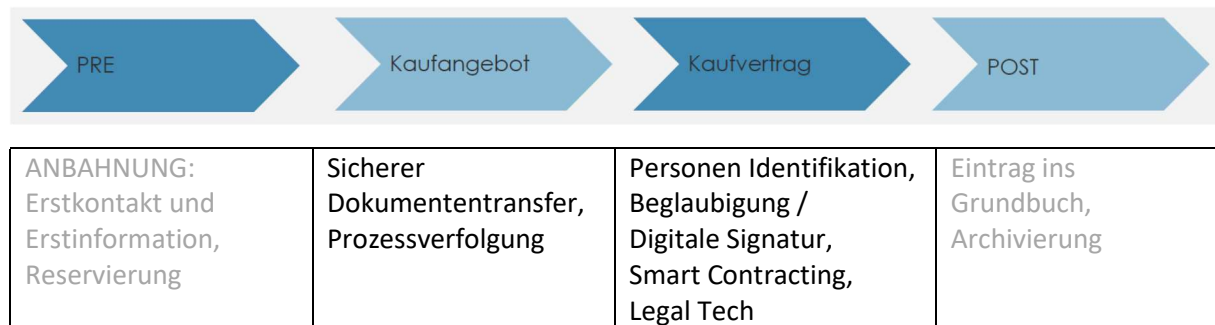 PRE
Kaufangebot
Kaufvertrag
POST
ANBAHNUNG:
Erstkontakt und
Erstinformation,
Reservierung
Sicherer
Dokumententransfer,
Prozessverfolgung
Personen Identifikation,
Beglaubigung /
Digitale Signatur,
Smart Contracting,
Legal Tech
Eintrag ins
Grundbuch,
Archivierung